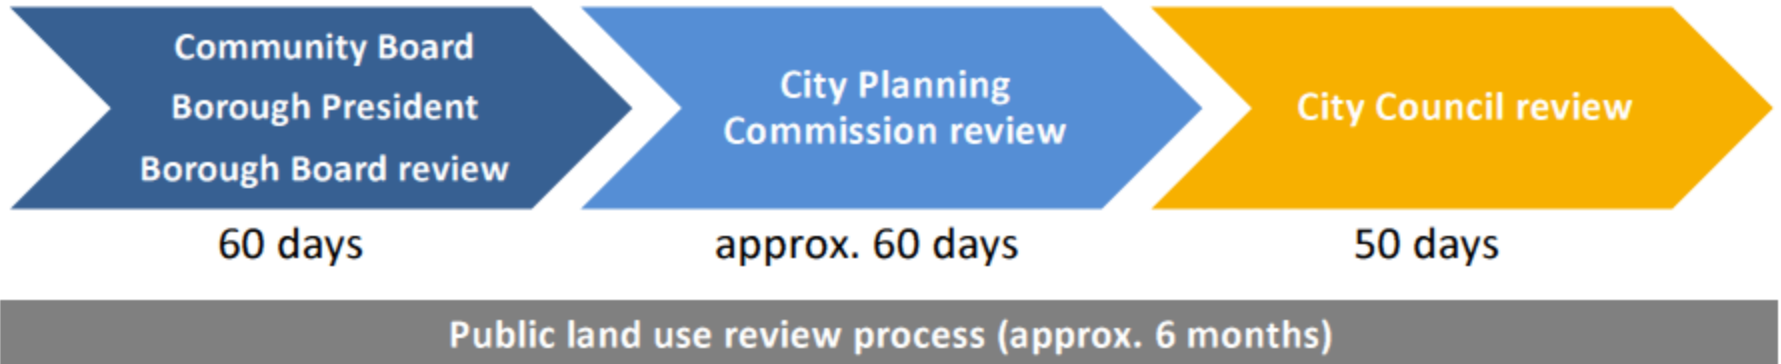 Community Board
Borough President
Borough Board review
60 days
City Planning
Commission review
approx. 60 days
City Council review
50 days
Public land use review process (approx. 6 months)